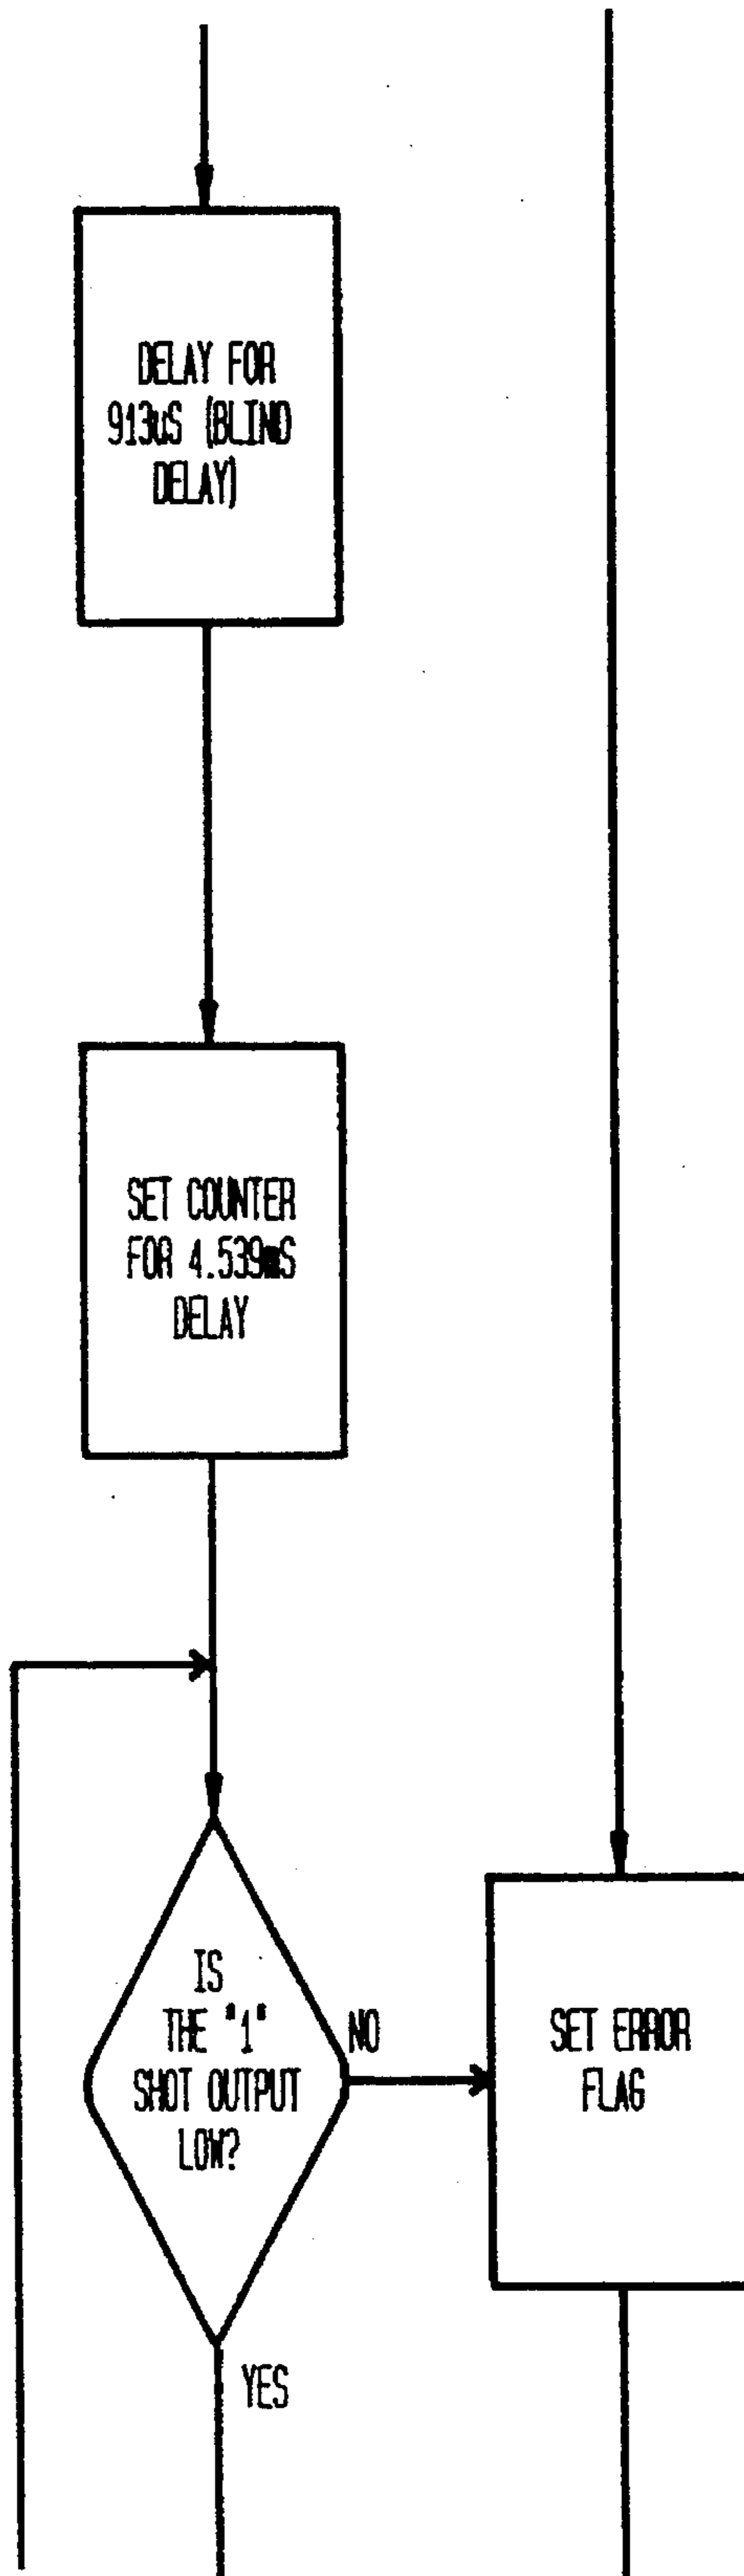 DELAY FOR
913uS (BLIND
DELAY)
SET COUNTER
FOR 4.539mS
DELAY
IS
THE "1"
SHOT OUTPUT
LOW?
NO
SET ERROR
FLAG
YES